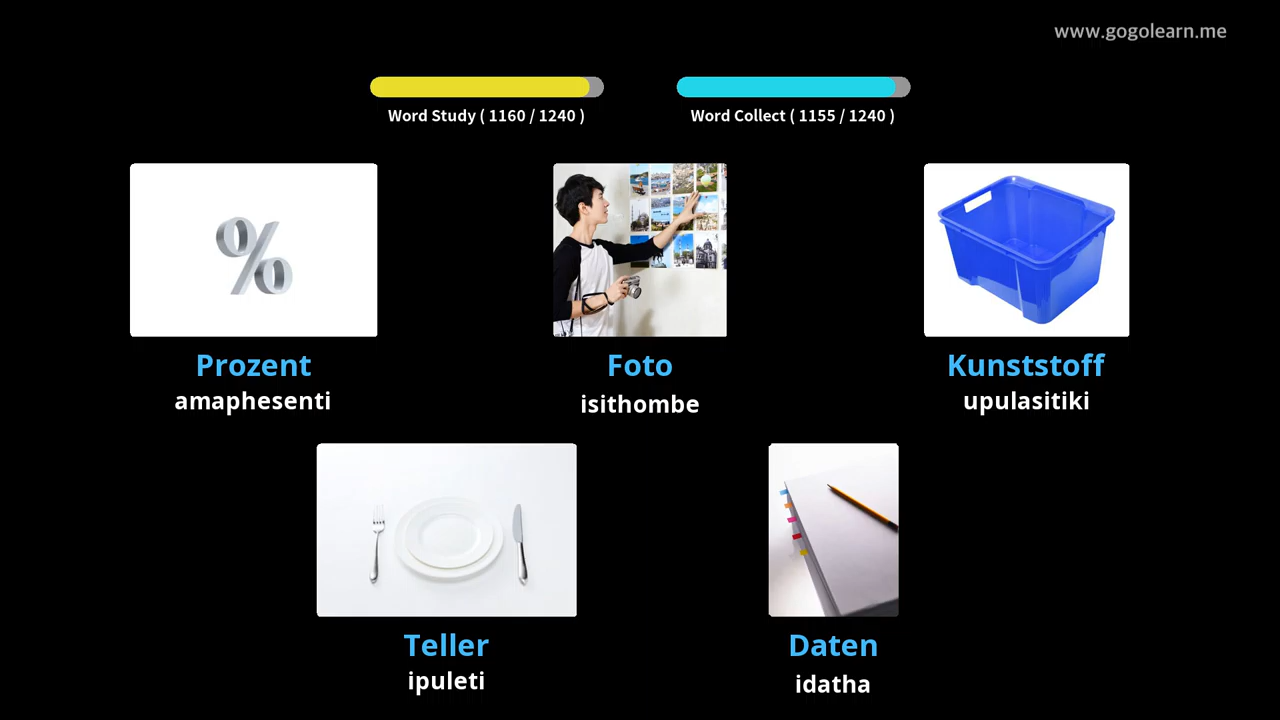 www.gogolearn.me
Word Study ( 1160 / 1240 )
Word Collect ( 1155 / 1240 )
%
Prozent
amaphesenti
Foto
isithombe
Kunststoff
upulasitiki
Teller
ipuleti
Daten
idatha